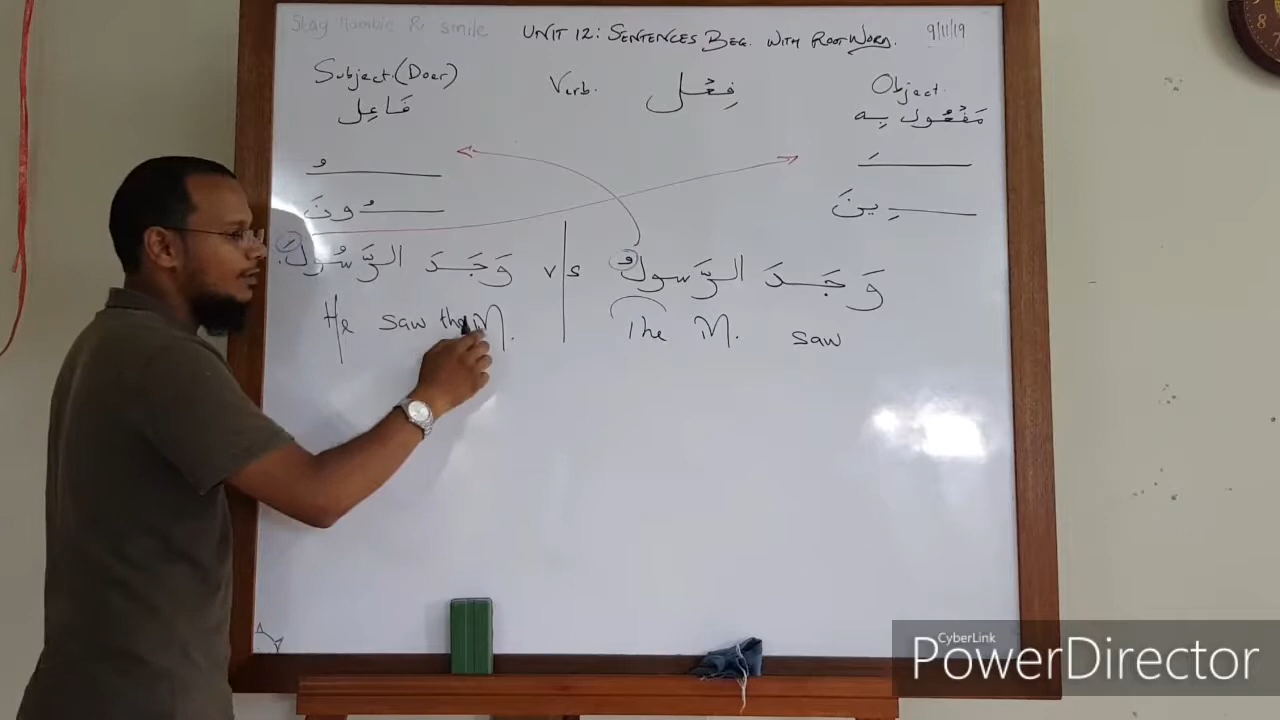 Stay Humble & smile
UNIT 12: SENTENCES BEG. WITH ROOT WORD.
9/11/19
Subject.(Doer)
Verb.
فِعْل
Object.
فَاعِل
مَفْعُول بِه
ـُ
ـَ
ـُونَ
ـِينَ
وَجَدَ الرَّسُولَ.
vs
وَجَدَ الرَّسولُ
He saw the M.
The M. saw
CyberLink
PowerDirector